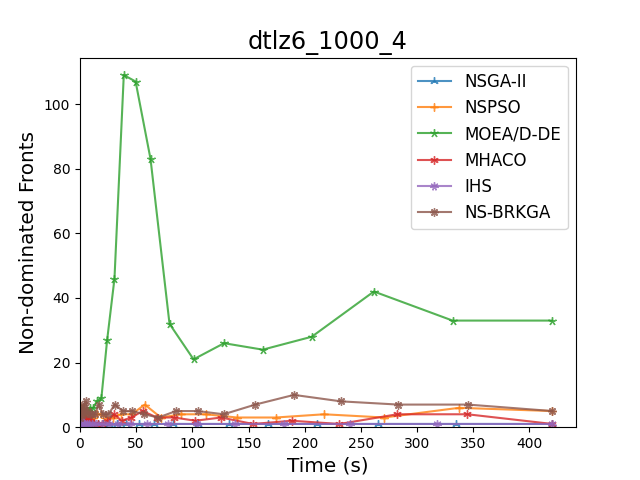 dtlz6_1000_4
Non-dominated Fronts
100
80
60
40
20
0
0 50 100 150 200 250 300 350 400
Time (s)
NSGA-II
NSPSO
MOEA/D-DE
MHACO
IHS
NS-BRKGA